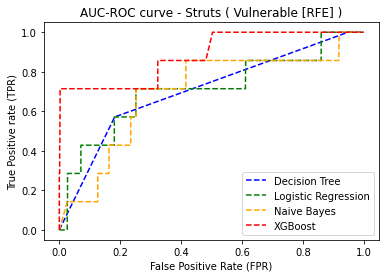 AUC-ROC curve - Struts ( Vulnerable [RFE] )
True Positive rate (TPR)
1.0
0.8
0.6
0.4
0.2
0.0
Decision Tree
Logistic Regression
Naive Bayes
XGBoost
0.0 0.2 0.4 0.6 0.8 1.0
False Positive Rate (FPR)